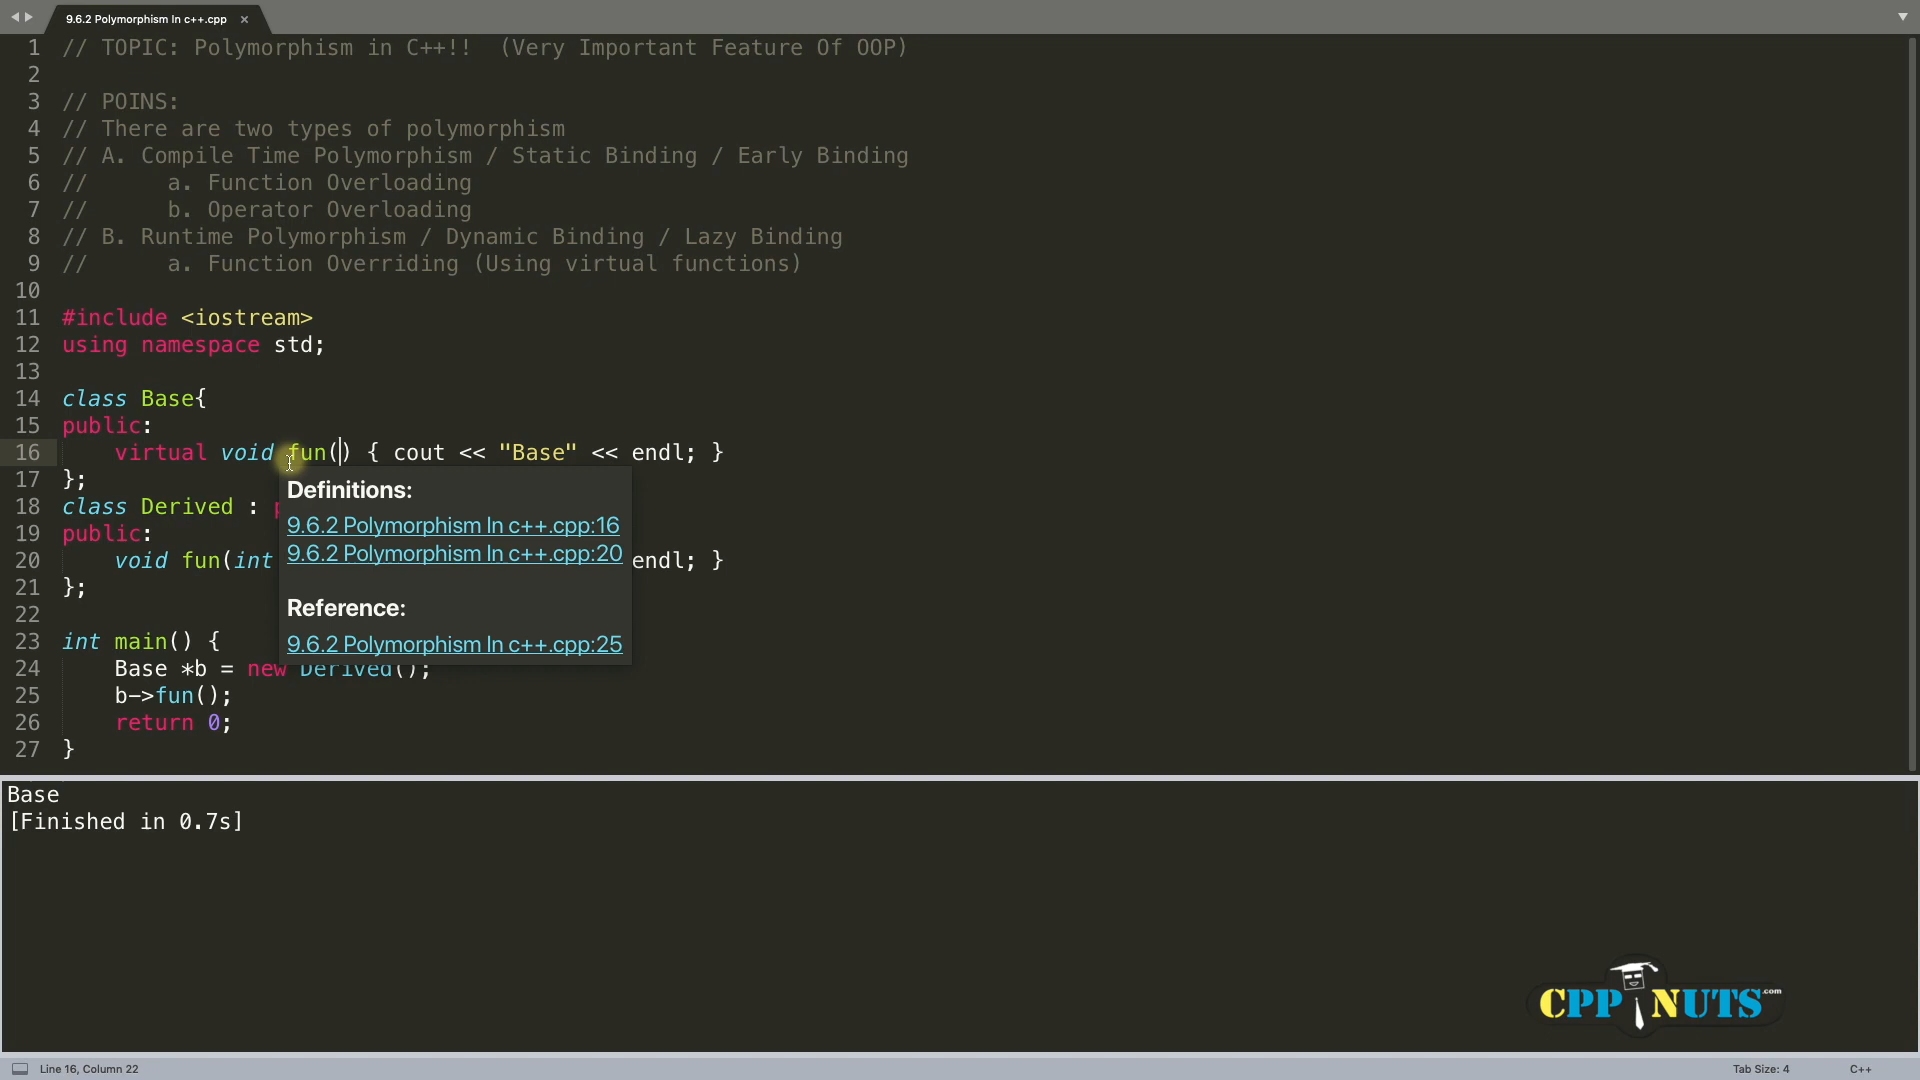 9.6.2 Polymorphism In c++.cpp ×
1 // TOPIC: Polymorphism in C++!! (Very Important Feature Of OOP)
2
3 // POINS:
4 // There are two types of polymorphism
5 // A. Compile Time Polymorphism / Static Binding / Early Binding
6 // a. Function Overloading
7 // b. Operator Overloading
8 // B. Runtime Polymorphism / Dynamic Binding / Lazy Binding
9 // a. Function Overriding (Using virtual functions)
10
11 #include <iostream>
12 using namespace std;
13
14 class Base{
15 public:
16 virtual void fun() { cout << "Base" << endl; }
17 };
Definitions:
18 class Derived :
9.6.2 Polymorphism In c++.cpp:16
19 public:
9.6.2 Polymorphism In c++.cpp:20
20 void fun(int endl; }
21 };
22
Reference:
23 int main() {
9.6.2 Polymorphism In c++.cpp:25
24 Base *b = new Derived();
25 b->fun();
26 return 0;
27 }
Base
[Finished in 0.7s]
CPP NUTS .com
Line 16, Column 22 Tab Size: 4 C++